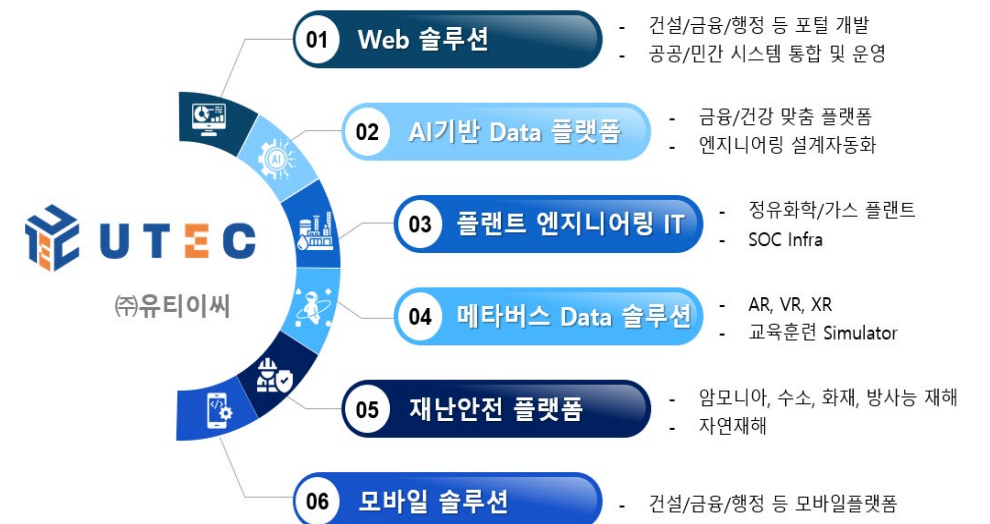 01 Web 솔루션
- 건설/금융/행정 등 포털 개발
- 공공/민간 시스템 통합 및 운영
02 AI기반 Data 플랫폼
- 금융/건강 맞춤 플랫폼
- 엔지니어링 설계자동화
AI
03 플랜트 엔지니어링 IT
- 정유화학/가스 플랜트
- SOC Infra
UTEC
UTEC
㈜유티이씨
04 메타버스 Data 솔루션
- AR, VR, XR
- 교육훈련 Simulator
05 재난안전 플랫폼
- 암모니아, 수소, 화재, 방사능 재해
- 자연재해
06 모바일 솔루션
- 건설/금융/행정 등 모바일플랫폼